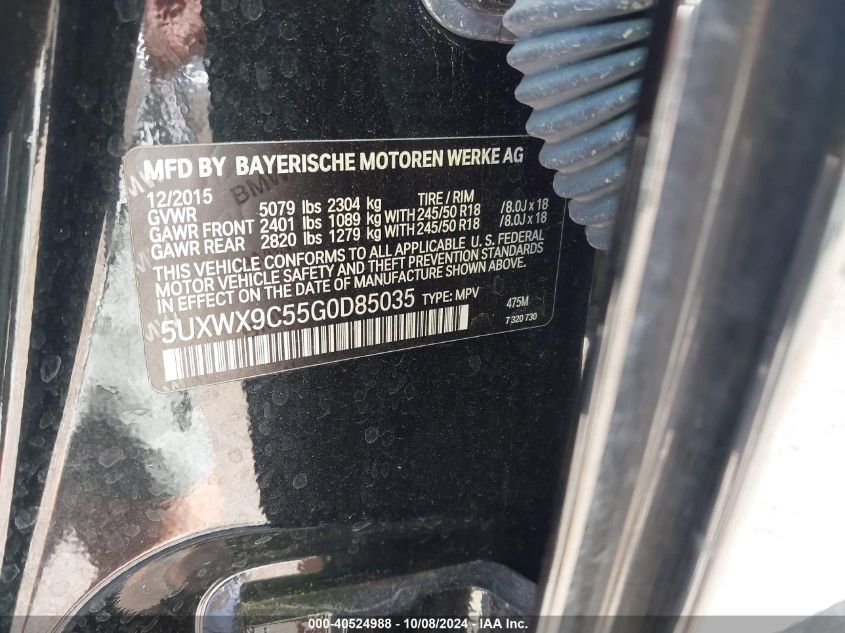 MFD BY BAYERISCHE MOTOREN WERKE AG
12/2015 TIRE / RIM
GVWR 5079 lbs 2304 kg
GAWR FRONT 2401 lbs 1089 kg WITH 245/50 R18 /8.0J x 18
GAWR REAR 2820 lbs 1279 kg WITH 245/50 R18 /8.0J x 18
THIS VEHICLE CONFORMS TO ALL APPLICABLE U. S. FEDERAL
MOTOR VEHICLE SAFETY AND THEFT PREVENTION STANDARDS
IN EFFECT ON THE DATE OF MANUFACTURE SHOWN ABOVE.
5UXWX9C55G0D85035 TYPE: MPV 475M
7 320 730
000-40524988 - 10/08/2024 - IAA Inc.